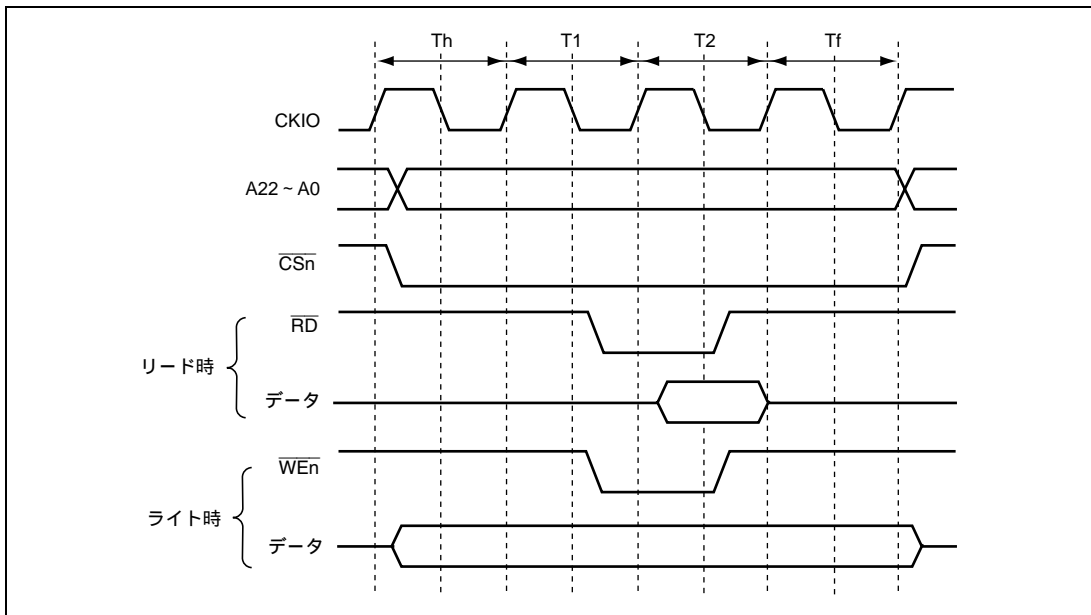 Th T1 T2 Tf
CKIO
A22 ~ A0
CSn
RD
リード時
データ
WEn
ライト時
データ